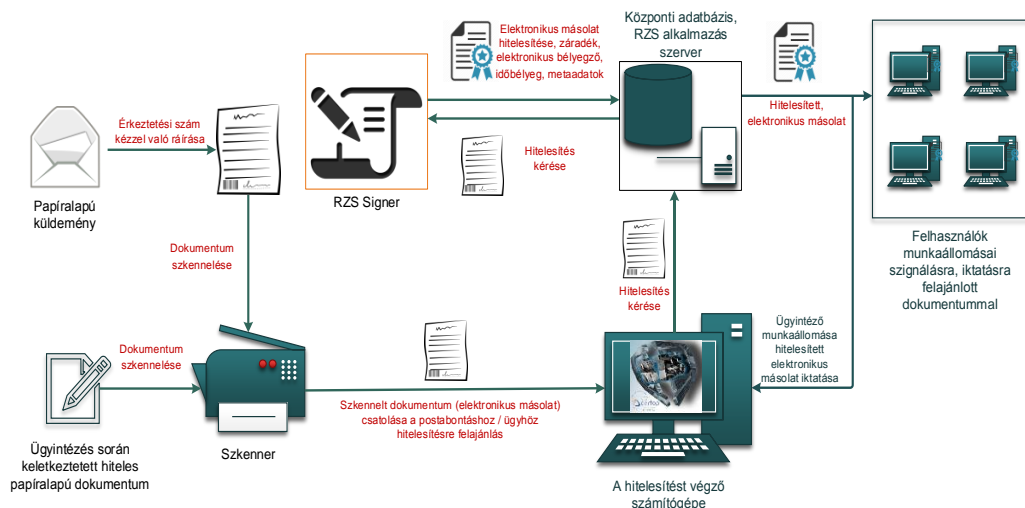 Elektronikus másolat
hitelesítése, záradék,
elektronikus bélyegző,
időbélyeg, metaadatok
Központi adatbázis,
RZS alkalmazás
szerver
Hitelesített,
elektronikus másolat
Érkeztetési szám
kézzel való ráírása
Hitelesítés
kérése
RZS Signer
Papíralapú
küldemény
Felhasználók
munkaállomásai
szignálásra, iktatásra
felajánlott
dokumentummal
Dokumentum
szkennelése
Hitelesítés
kérése
Ügyintéző
munkaállomása
hitelesített
elektronikus
másolat iktatása
Dokumentum
szkennelése
Szkennelt dokumentum (elektronikus másolat)
csatolása a postabontáshoz / ügyhöz
hitelesítésre felajánlás
Szkenner
Ügyintézés során
keletkeztetett hiteles
papíralapú dokumentum
A hitelesítést végző
számítógépe